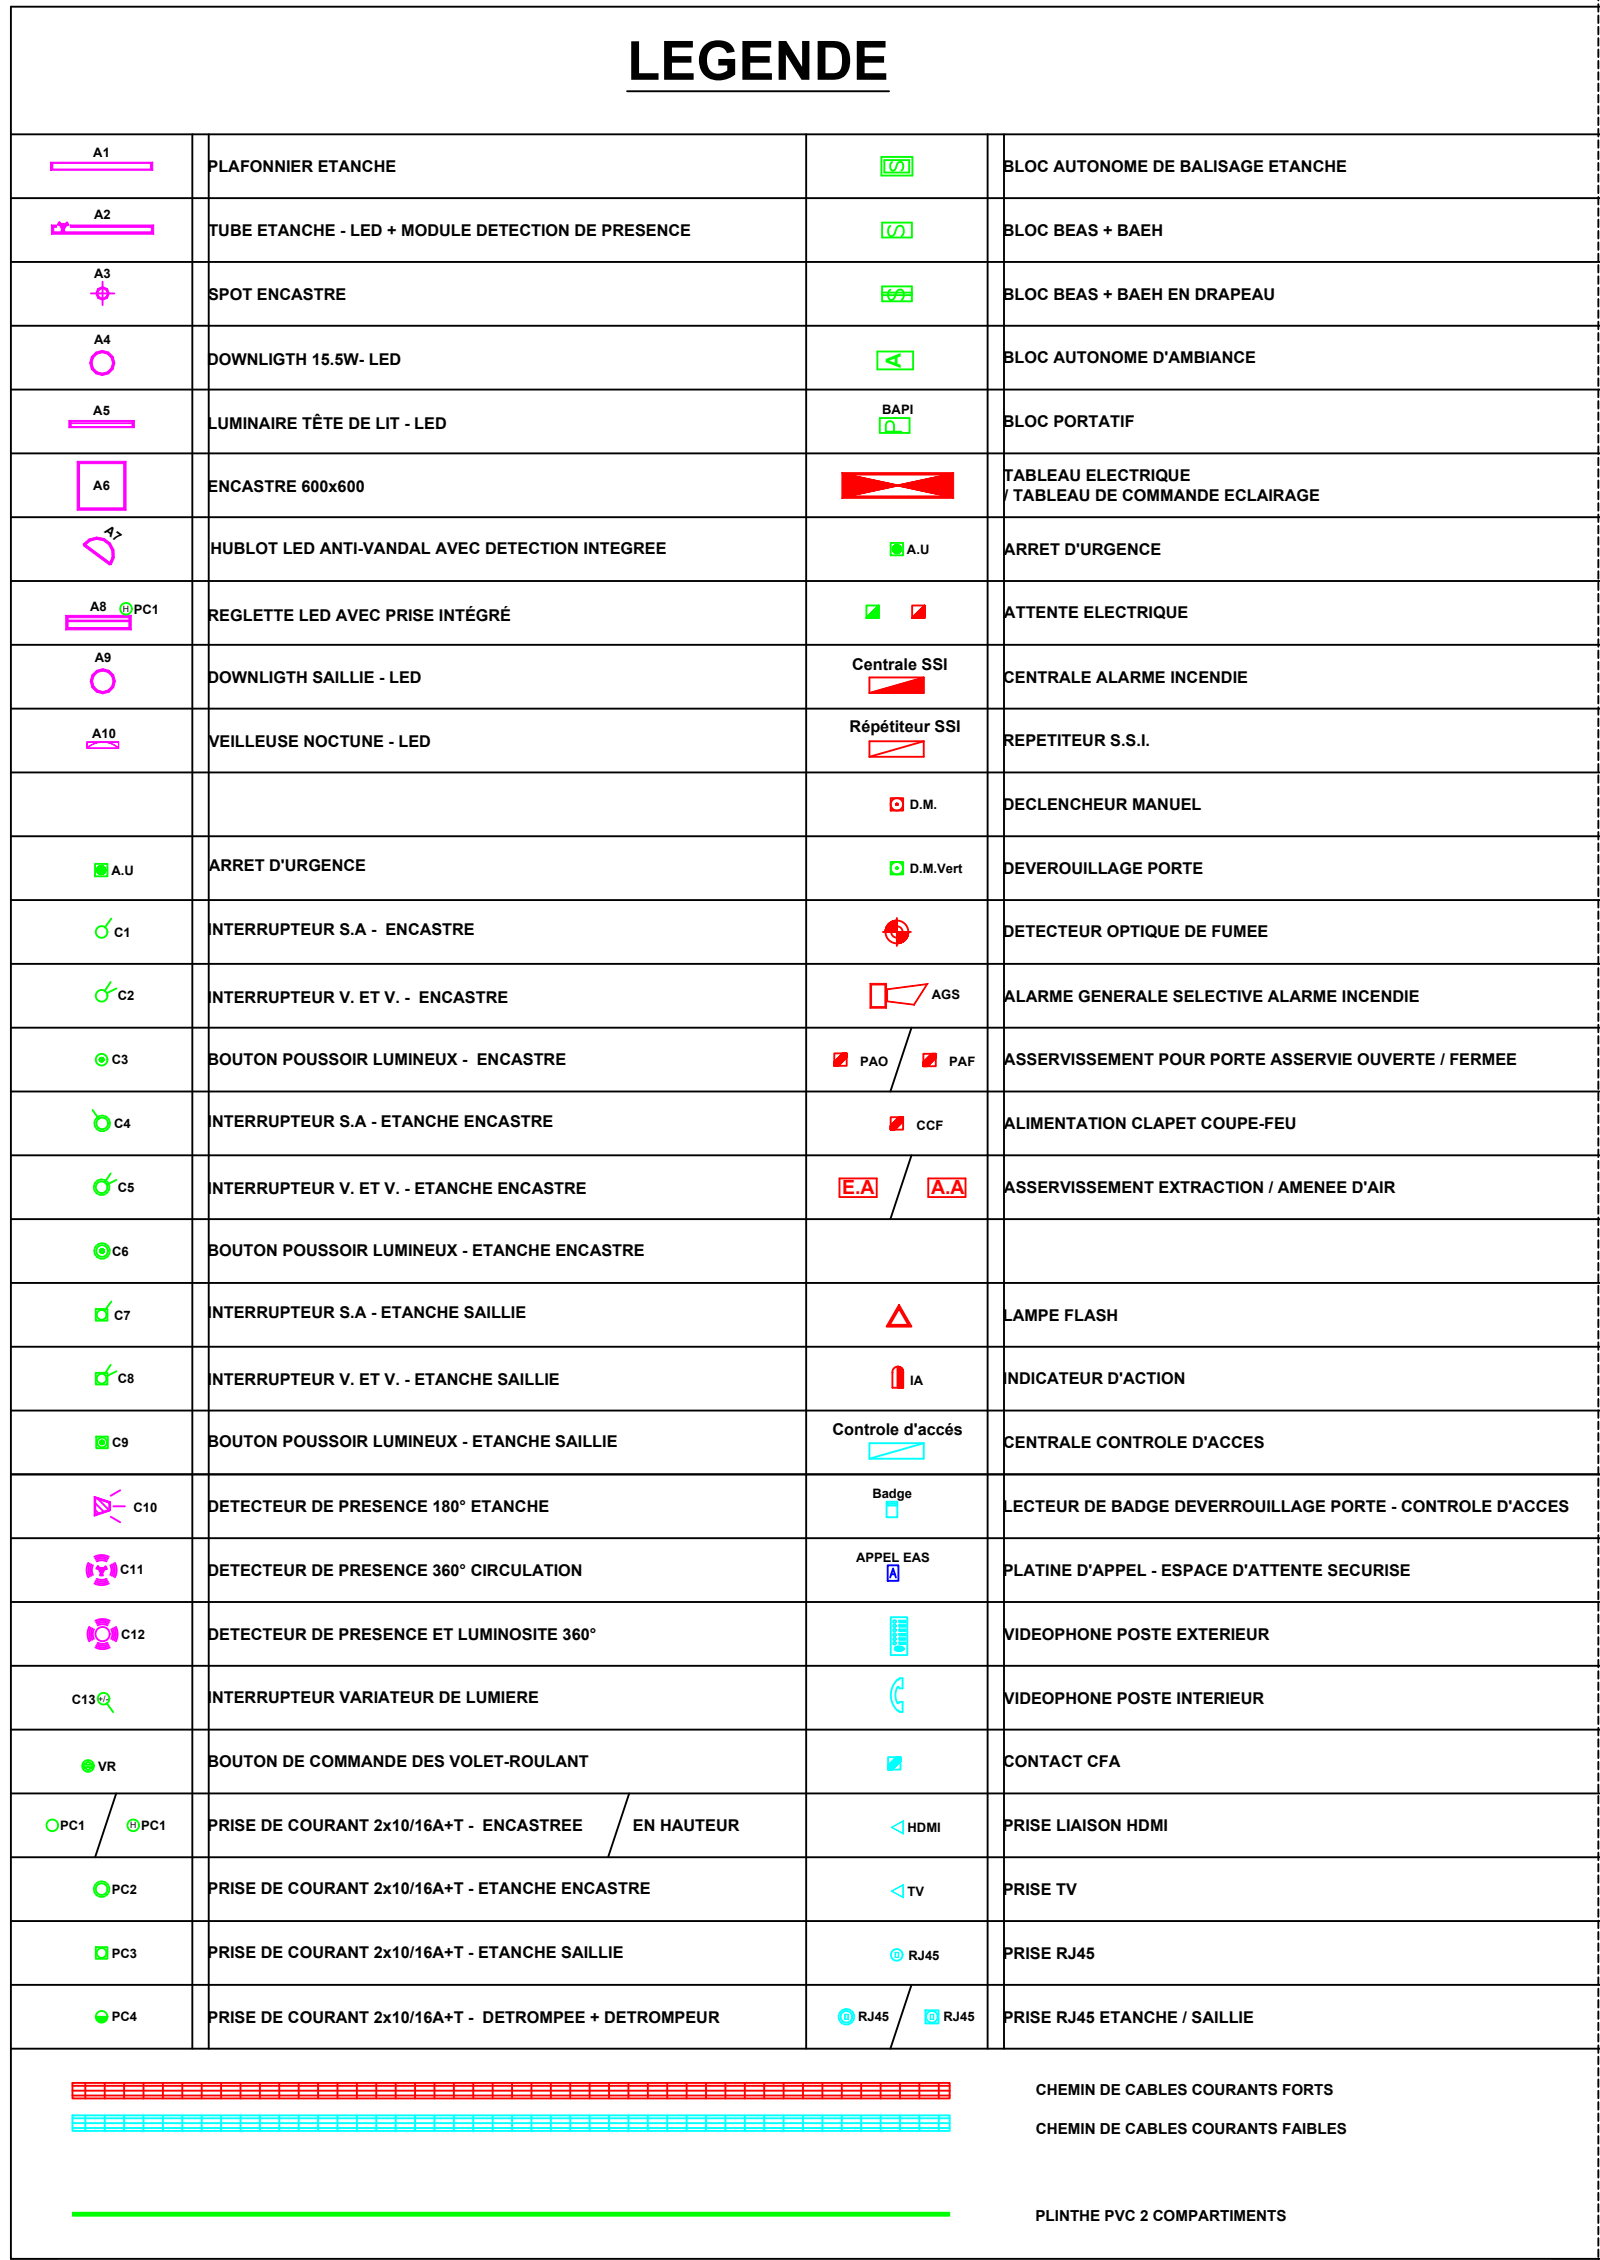 LEGENDE
A1
PLAFONNIER ETANCHE
S
BLOC AUTONOME DE BALISAGE ETANCHE
A2
TUBE ETANCHE - LED + MODULE DETECTION DE PRESENCE
S
BLOC BEAS + BAEH
A3
SPOT ENCASTRE
S
BLOC BEAS + BAEH EN DRAPEAU
A4
DOWNLIGTH 15.5W- LED
A
BLOC AUTONOME D'AMBIANCE
A5
LUMINAIRE TÊTE DE LIT - LED
BAPI
P
BLOC PORTATIF
A6
ENCASTRE 600x600
TABLEAU ELECTRIQUE
/ TABLEAU DE COMMANDE ECLAIRAGE
A7
HUBLOT LED ANTI-VANDAL AVEC DETECTION INTEGREE
A.U
ARRET D'URGENCE
A8 H PC1
REGLETTE LED AVEC PRISE INTÉGRÉ
ATTENTE ELECTRIQUE
A9
DOWNLIGTH SAILLIE - LED
Centrale SSI
CENTRALE ALARME INCENDIE
A10
VEILLEUSE NOCTUNE - LED
Répétiteur SSI
REPETITEUR S.S.I.
D.M.
DECLENCHEUR MANUEL
A.U
ARRET D'URGENCE
D.M.Vert
DEVEROUILLAGE PORTE
C1
INTERRUPTEUR S.A - ENCASTRE
DETECTEUR OPTIQUE DE FUMEE
C2
INTERRUPTEUR V. ET V. - ENCASTRE
AGS
ALARME GENERALE SELECTIVE ALARME INCENDIE
C3
BOUTON POUSSOIR LUMINEUX - ENCASTRE
PAO / PAF
ASSERVISSEMENT POUR PORTE ASSERVIE OUVERTE / FERMEE
C4
INTERRUPTEUR S.A - ETANCHE ENCASTRE
CCF
ALIMENTATION CLAPET COUPE-FEU
C5
INTERRUPTEUR V. ET V. - ETANCHE ENCASTRE
E.A / A.A
ASSERVISSEMENT EXTRACTION / AMENEE D'AIR
C6
BOUTON POUSSOIR LUMINEUX - ETANCHE ENCASTRE
C7
INTERRUPTEUR S.A - ETANCHE SAILLIE
LAMPE FLASH
C8
INTERRUPTEUR V. ET V. - ETANCHE SAILLIE
IA
INDICATEUR D'ACTION
C9
BOUTON POUSSOIR LUMINEUX - ETANCHE SAILLIE
Controle d'accés
CENTRALE CONTROLE D'ACCES
C10
DETECTEUR DE PRESENCE 180° ETANCHE
Badge
LECTEUR DE BADGE DEVERROUILLAGE PORTE - CONTROLE D'ACCES
C11
DETECTEUR DE PRESENCE 360° CIRCULATION
APPEL EAS
A
PLATINE D'APPEL - ESPACE D'ATTENTE SECURISE
C12
DETECTEUR DE PRESENCE ET LUMINOSITE 360°
VIDEOPHONE POSTE EXTERIEUR
C13 +/-
INTERRUPTEUR VARIATEUR DE LUMIERE
VIDEOPHONE POSTE INTERIEUR
VR
BOUTON DE COMMANDE DES VOLET-ROULANT
CONTACT CFA
PC1 / H PC1
PRISE DE COURANT 2x10/16A+T - ENCASTREE / EN HAUTEUR
HDMI
PRISE LIAISON HDMI
PC2
PRISE DE COURANT 2x10/16A+T - ETANCHE ENCASTRE
TV
PRISE TV
PC3
PRISE DE COURANT 2x10/16A+T - ETANCHE SAILLIE
RJ45
PRISE RJ45
PC4
PRISE DE COURANT 2x10/16A+T - DETROMPEE + DETROMPEUR
RJ45 / RJ45
PRISE RJ45 ETANCHE / SAILLIE
CHEMIN DE CABLES COURANTS FORTS
CHEMIN DE CABLES COURANTS FAIBLES
PLINTHE PVC 2 COMPARTIMENTS